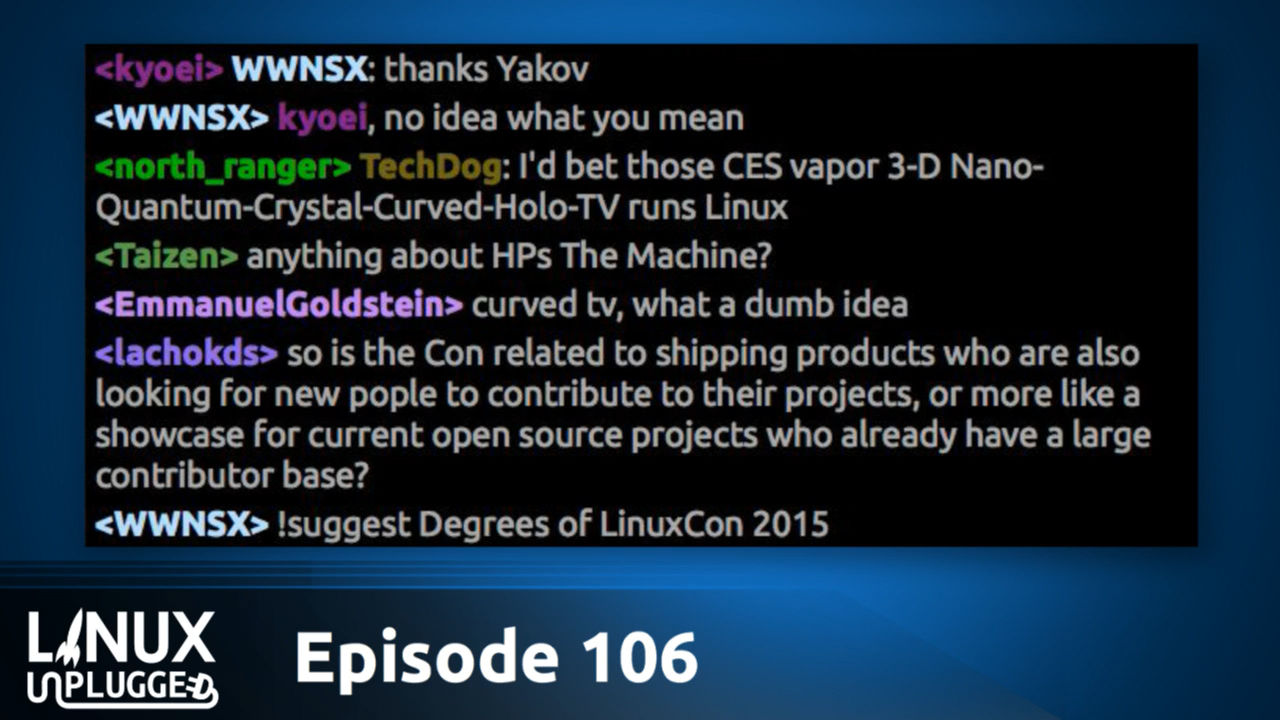 <kyoei> WWNSX: thanks Yakov
<WWNSX> kyoei, no idea what you mean
<north_ranger> TechDog: I'd bet those CES vapor 3-D Nano-
Quantum-Crystal-Curved-Holo-TV runs Linux
<Taizen> anything about HPs The Machine?
<EmmanuelGoldstein> curved tv, what a dumb idea
<lachokds> so is the Con related to shipping products who are also
looking for new pople to contribute to their projects, or more like a
showcase for current open source projects who already have a large
contributor base?
<WWNSX> !suggest Degrees of LinuxCon 2015
LINUX
UNPLUGGED
Episode 106